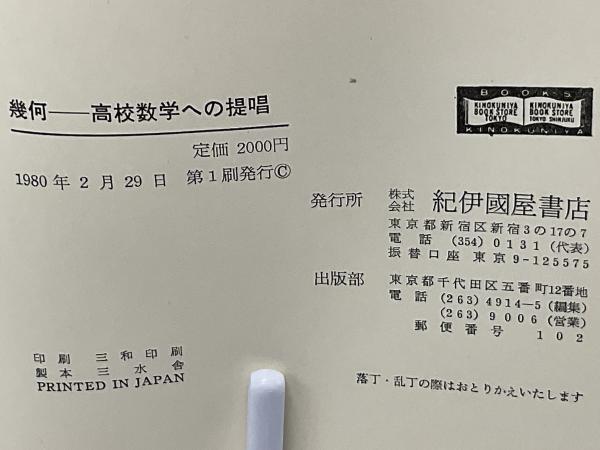 幾何——高校数学への提唱
定価 2000円
1980年2月29日 第1刷発行©
印刷 三和印刷
製本 三水舎
PRINTED IN JAPAN
BOOKS
KINOKUNIYA BOOK STORE TOKYO
KINOKUNIYA BOOK STORE TOKYO SHINJUKU
KINOKUNIYA
発行所 株式会社 紀伊國屋書店
東京都新宿区新宿3の17の7
電話 (354) 0131 (代表)
振替口座 東京 9-125575
出版部 東京都千代田区五番町12番地
電話 (263) 4914—5 (編集)
(263) 9006 (営業)
郵便番号 102
落丁・乱丁の際はおとりかえいたします